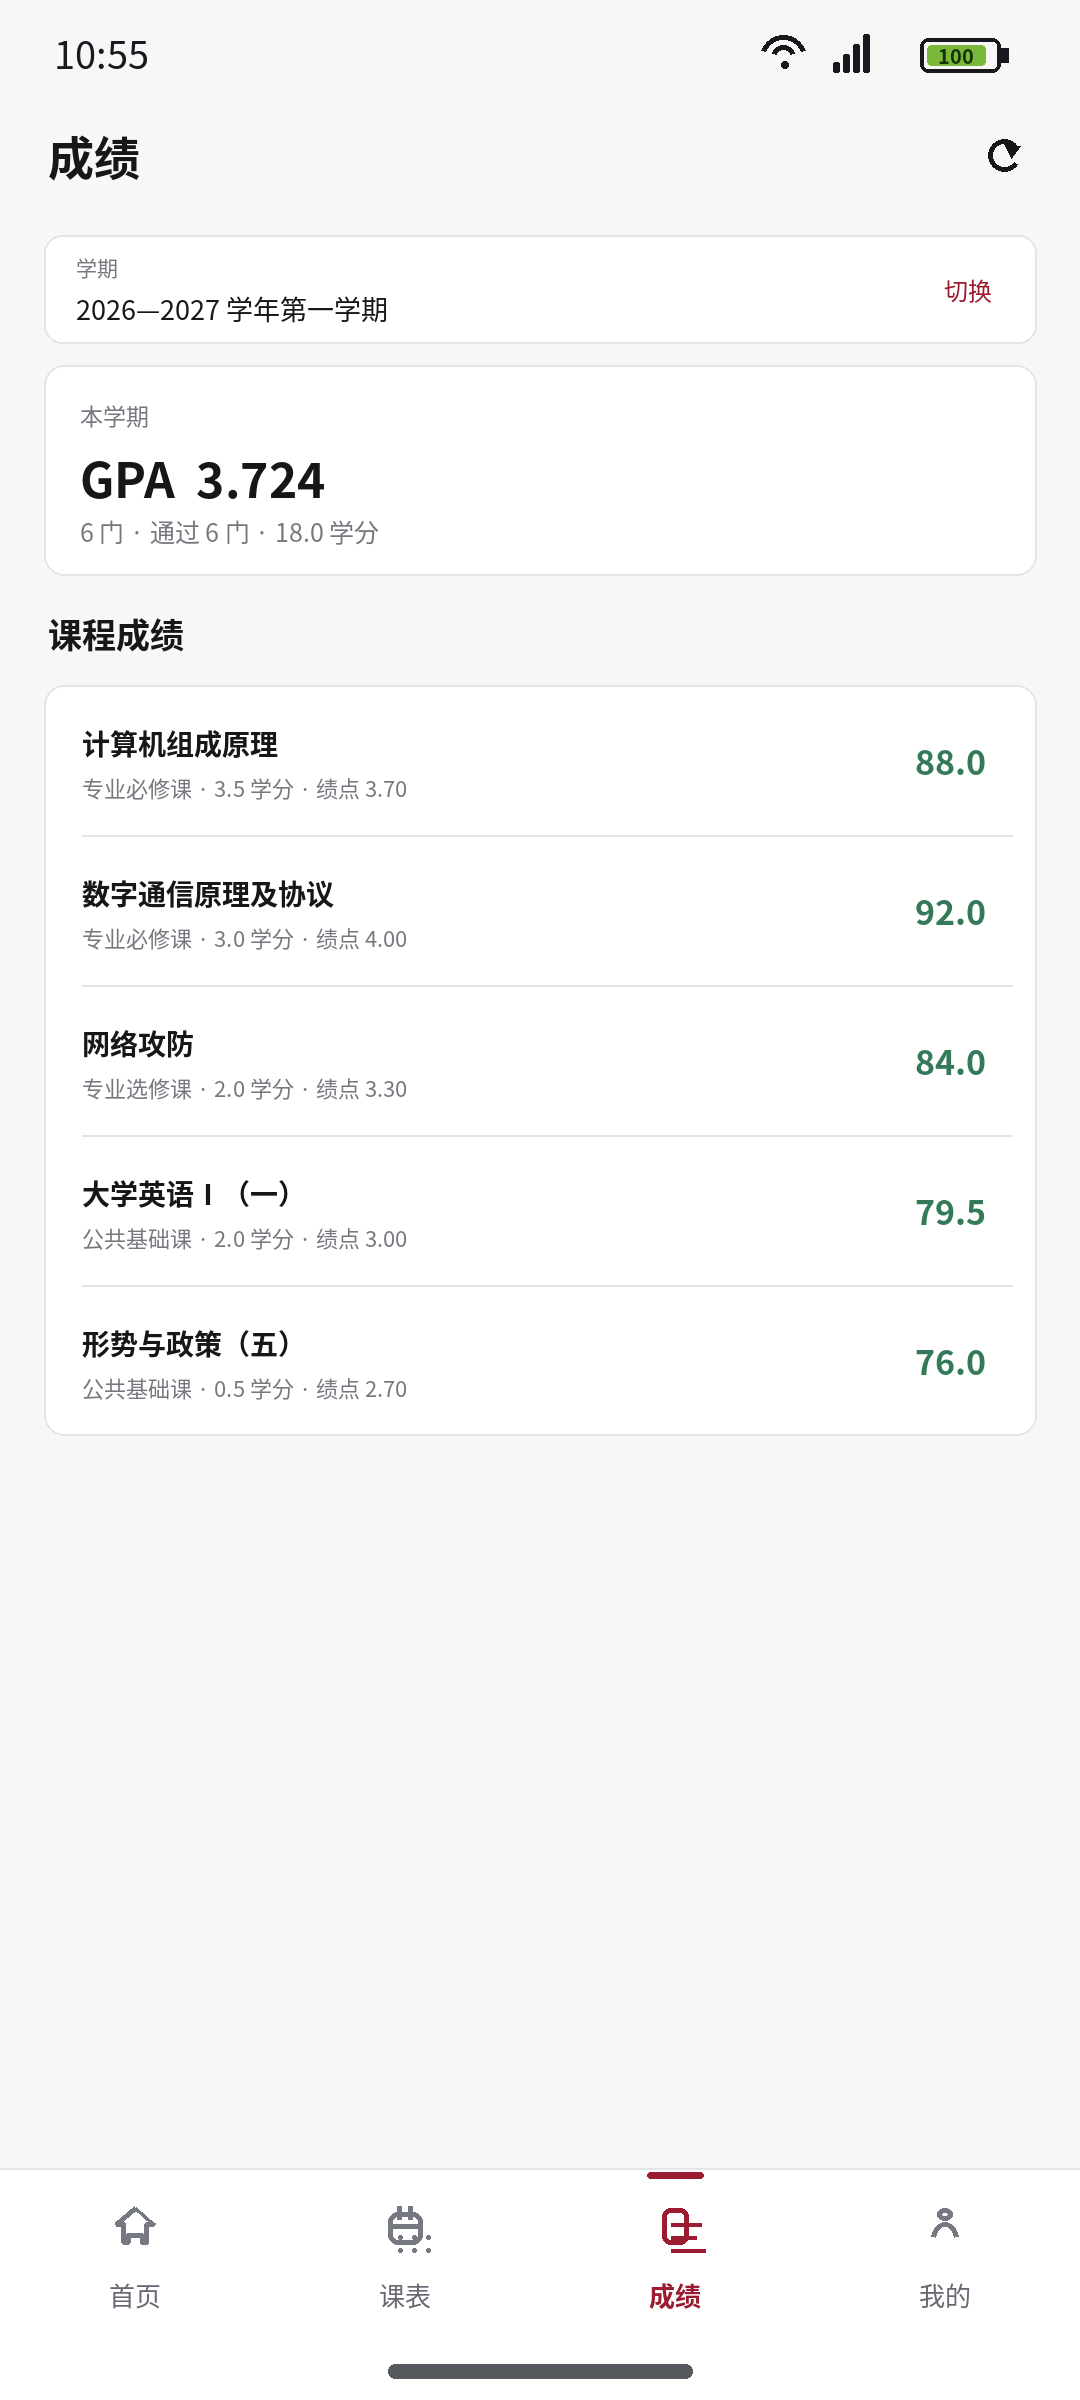 10:55
100
成绩
学期
2026—2027 学年第一学期
切换
本学期
GPA 3.724
6 门 · 通过 6 门 · 18.0 学分
课程成绩
计算机组成原理
专业必修课 · 3.5 学分 · 绩点 3.70
88.0
数字通信原理及协议
专业必修课 · 3.0 学分 · 绩点 4.00
92.0
网络攻防
专业选修课 · 2.0 学分 · 绩点 3.30
84.0
大学英语 I （一）
公共基础课 · 2.0 学分 · 绩点 3.00
79.5
形势与政策（五）
公共基础课 · 0.5 学分 · 绩点 2.70
76.0
首页
课表
成绩
我的